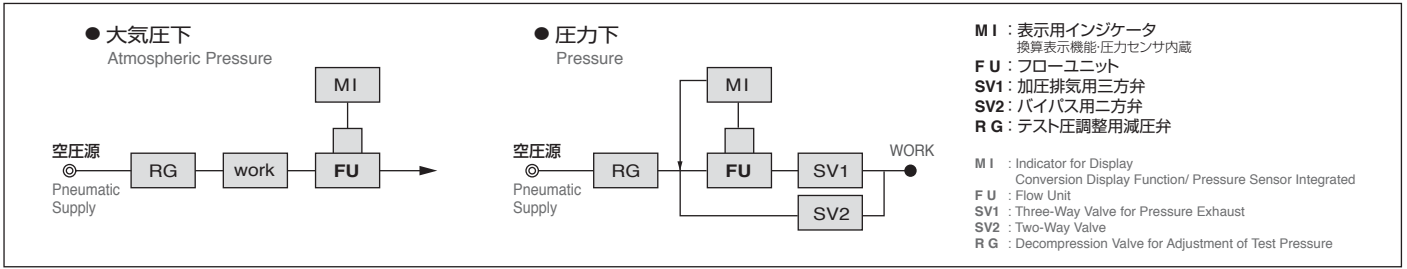 ● 大気圧下
Atmospheric Pressure
MI
空圧源
RG
work
FU
Pneumatic
Supply
● 圧力下
Pressure
MI
空圧源
RG
FU
SV1
WORK
Pneumatic
Supply
SV2
MI : 表示用インジケータ
換算表示機能・圧力センサ内蔵
FU : フローユニット
SV1 : 加圧排気用三方弁
SV2 : バイパス用二方弁
RG : テスト圧調整用減圧弁
MI : Indicator for Display
Conversion Display Function/ Pressure Sensor Integrated
FU : Flow Unit
SV1 : Three-Way Valve for Pressure Exhaust
SV2 : Two-Way Valve
RG : Decompression Valve for Adjustment of Test Pressure